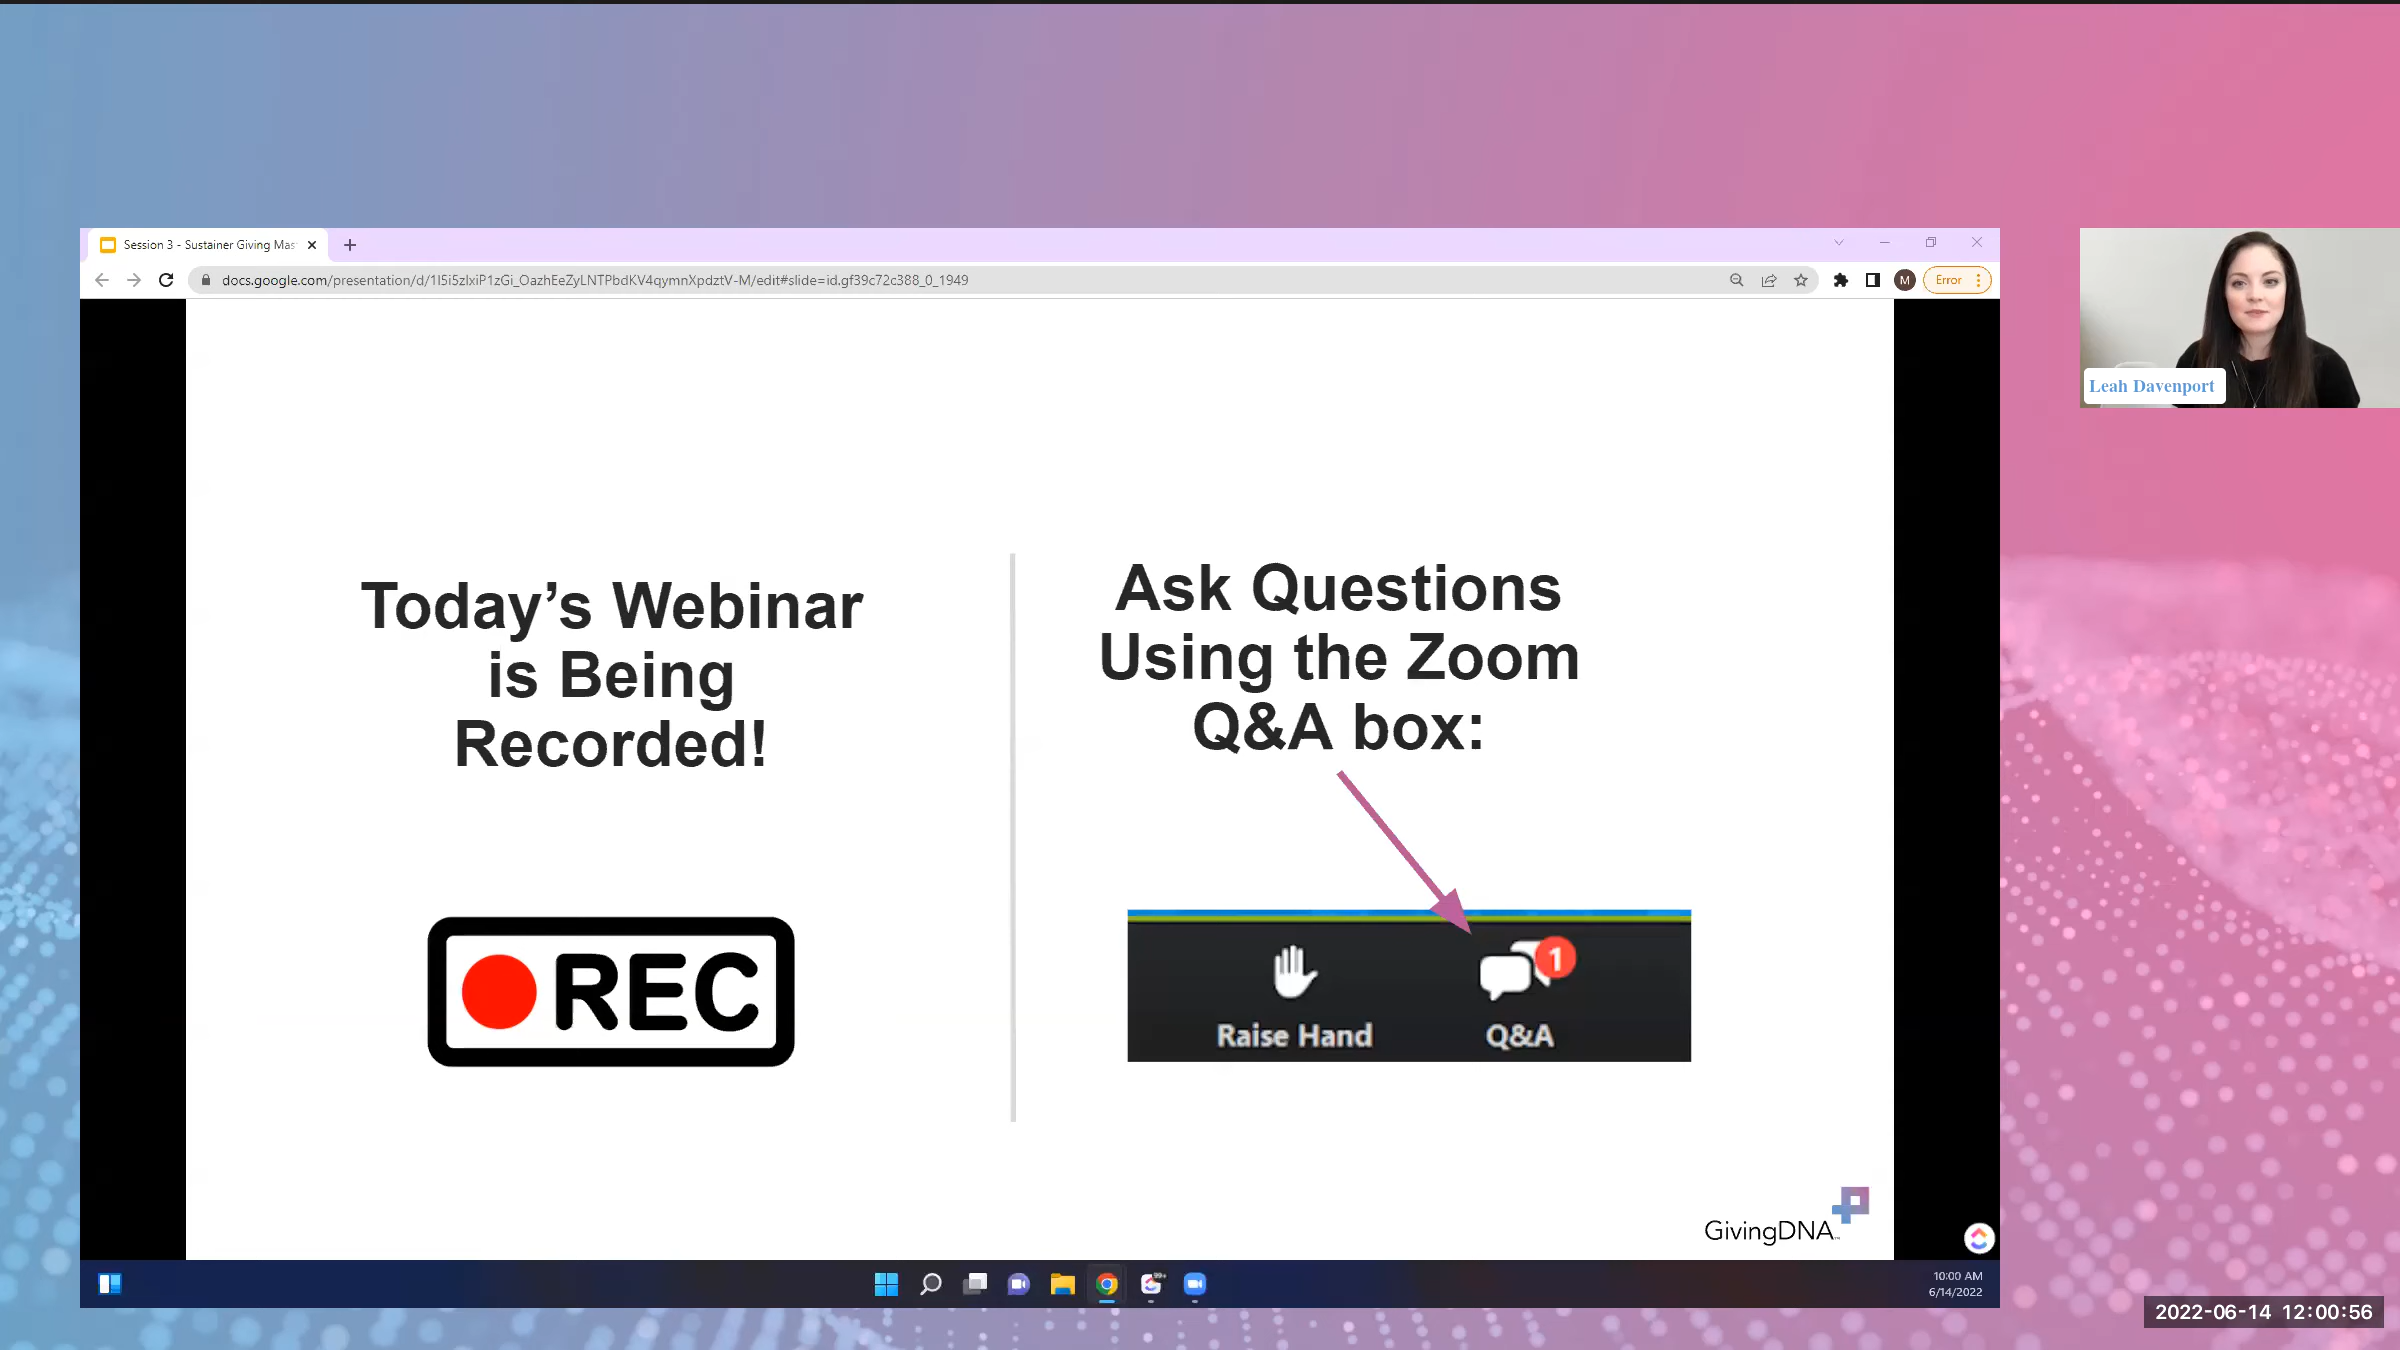 Session 3 - Sustainer Giving Mas
docs.google.com/presentation/d/1I5i5zlxiP1zGi_OazhEeZyLNTPbdKV4qymnXpdztV-M/edit#slide=id.gf39c72c388_0_1949
M
Error
Leah Davenport
Today’s Webinar
is Being
Recorded!
REC
Ask Questions
Using the Zoom
Q&A box:
1
Raise Hand
Q&A
GivingDNA
99+
10:00 AM
6/14/2022
2022-06-14 12:00:56